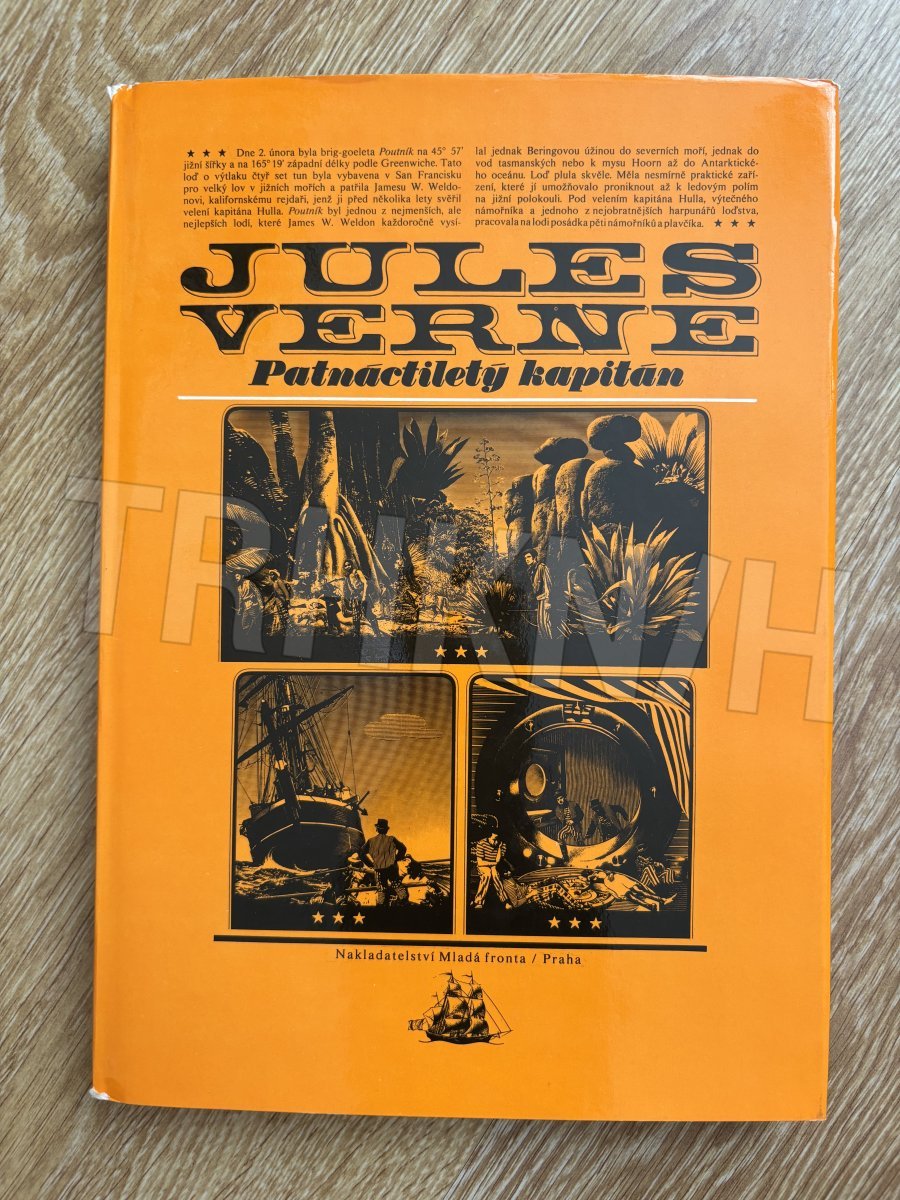 ★ ★ ★ Dne 2. února byla brig-goeleta Poutník na 45° 57'
jižní šířky a na 165° 19' západní délky podle Greenwiche. Tato
loď o výtlaku čtyř set tun byla vybavena v San Francisku
pro velký lov v jižních mořích a patřila Jamesu W. Weldo-
novi, kalifornskému rejdaři, jenž ji před několika lety svěřil
velení kapitána Hulla. Poutník byl jednou z nejmenších, ale
nejlepších lodí, které James W. Weldon každoročně vysí-
lal jednak Beringovou úžinou do severních moří, jednak do
vod tasmanských nebo k mysu Hoorn až do Antarktické-
ho oceánu. Loď plula skvěle. Měla nesmírně praktické zaří-
zení, které jí umožňovalo proniknout až k ledovým polím
na jižní polokouli. Pod velením kapitána Hulla, výtečného
námořníka a jednoho z nejobratnějších harpunářů loďstva,
pracovala na lodi posádka pěti námořníků a plavčíka. ★ ★ ★
JULES
VERNE
Patnáctiletý kapitán
★ ★ ★
★ ★ ★
★ ★ ★
Nakladatelství Mladá fronta / Praha